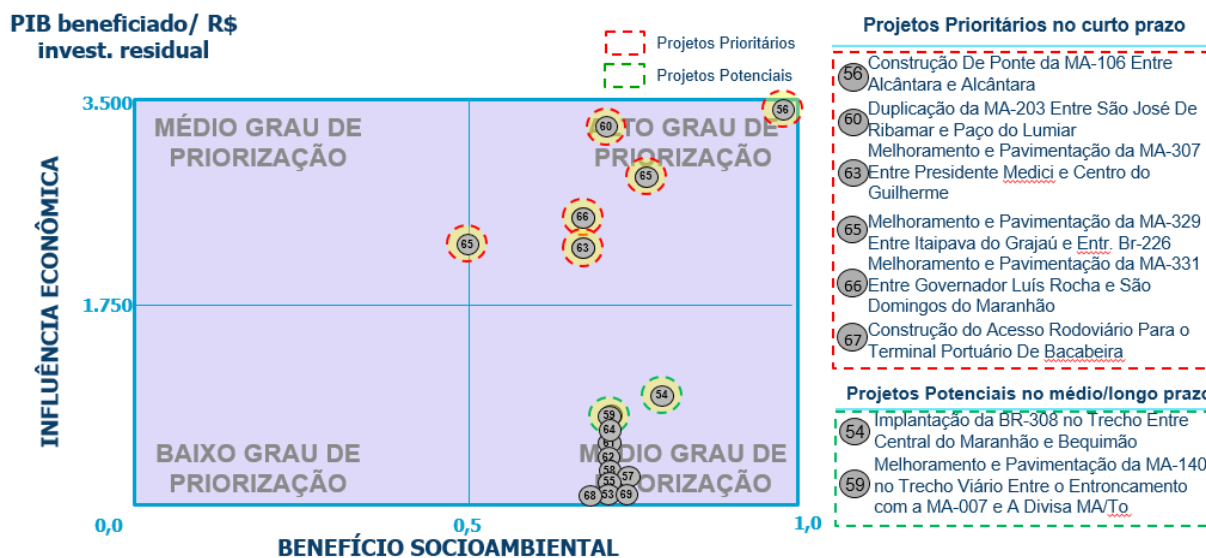 PIB beneficiado/ R$
invest. residual
Projetos Prioritários
Projetos Potenciais
3.500
MÉDIO GRAU DE
PRIORIZAÇÃO
ALTO GRAU DE
PRIORIZAÇÃO
56
60
65
66
65
63
INFLUÊNCIA ECONÔMICA
1.750
54
59
64
61
62
58
57
55
68
53
69
BAIXO GRAU DE
PRIORIZAÇÃO
MÉDIO GRAU DE
PRIORIZAÇÃO
0,0
0,5
1,0
BENEFÍCIO SOCIOAMBIENTAL
Projetos Prioritários no curto prazo
56
Construção De Ponte da MA-106 Entre
Alcântara e Alcântara
60
Duplicação da MA-203 Entre São José De
Ribamar e Paço do Lumiar
63
Melhoramento e Pavimentação da MA-307
Entre Presidente Medici e Centro do
Guilherme
65
Melhoramento e Pavimentação da MA-329
Entre Itaipava do Grajaú e Entr. Br-226
66
Melhoramento e Pavimentação da MA-331
Entre Governador Luís Rocha e São
Domingos do Maranhão
67
Construção do Acesso Rodoviário Para o
Terminal Portuário De Bacabeira
Projetos Potenciais no médio/longo prazo
54
Implantação da BR-308 no Trecho Entre
Central do Maranhão e Bequimão
59
Melhoramento e Pavimentação da MA-140
no Trecho Viário Entre o Entroncamento
com a MA-007 e A Divisa MA/To